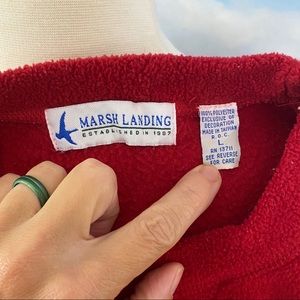 MARSH LANDING
ESTABLISHED IN 1987
100% POLYESTER
EXCLUSIVE OF
DECORATION
MADE IN TAIWAN
R.O.C.
L
RN 13711
SEE REVERSE
FOR CARE